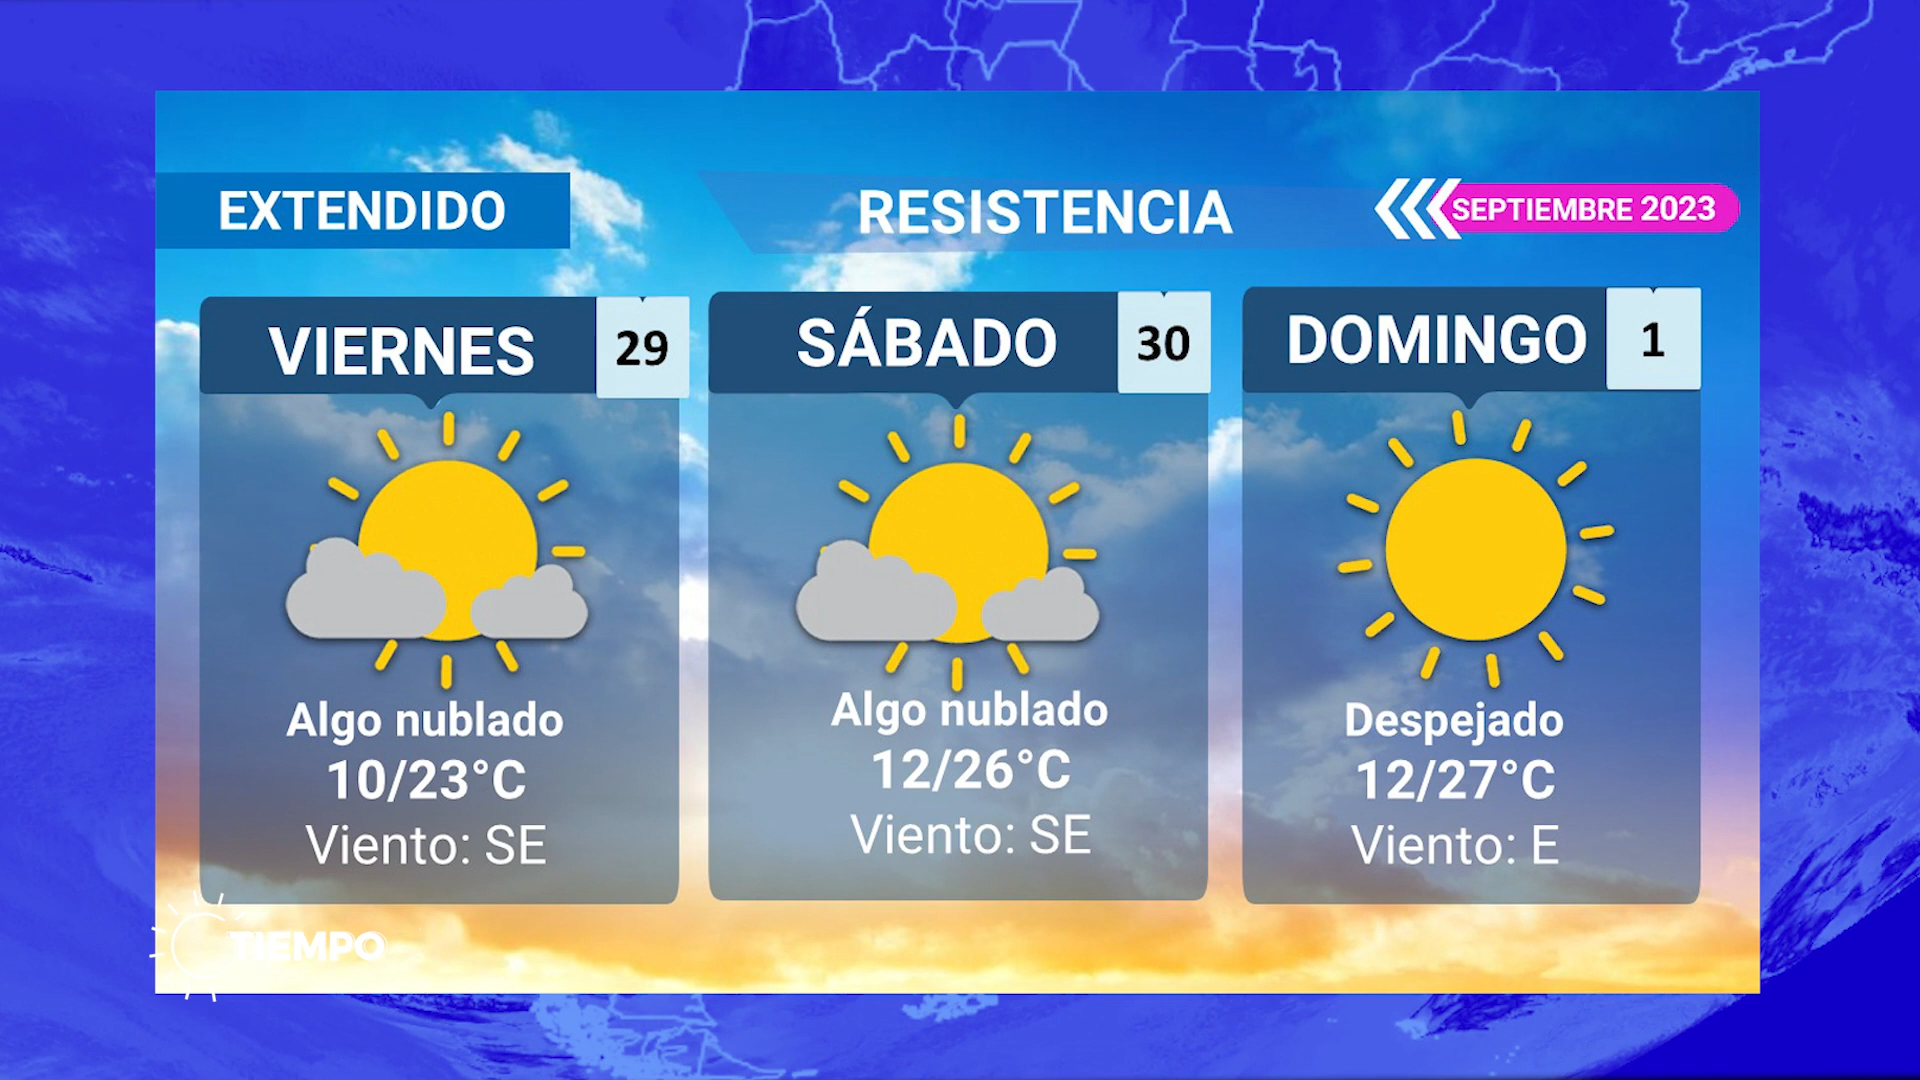 EXTENDIDO
RESISTENCIA
SEPTIEMBRE 2023
VIERNES 29
Algo nublado
10/23°C
Viento: SE
SÁBADO 30
Algo nublado
12/26°C
Viento: SE
DOMINGO 1
Despejado
12/27°C
Viento: E
TIEMPO